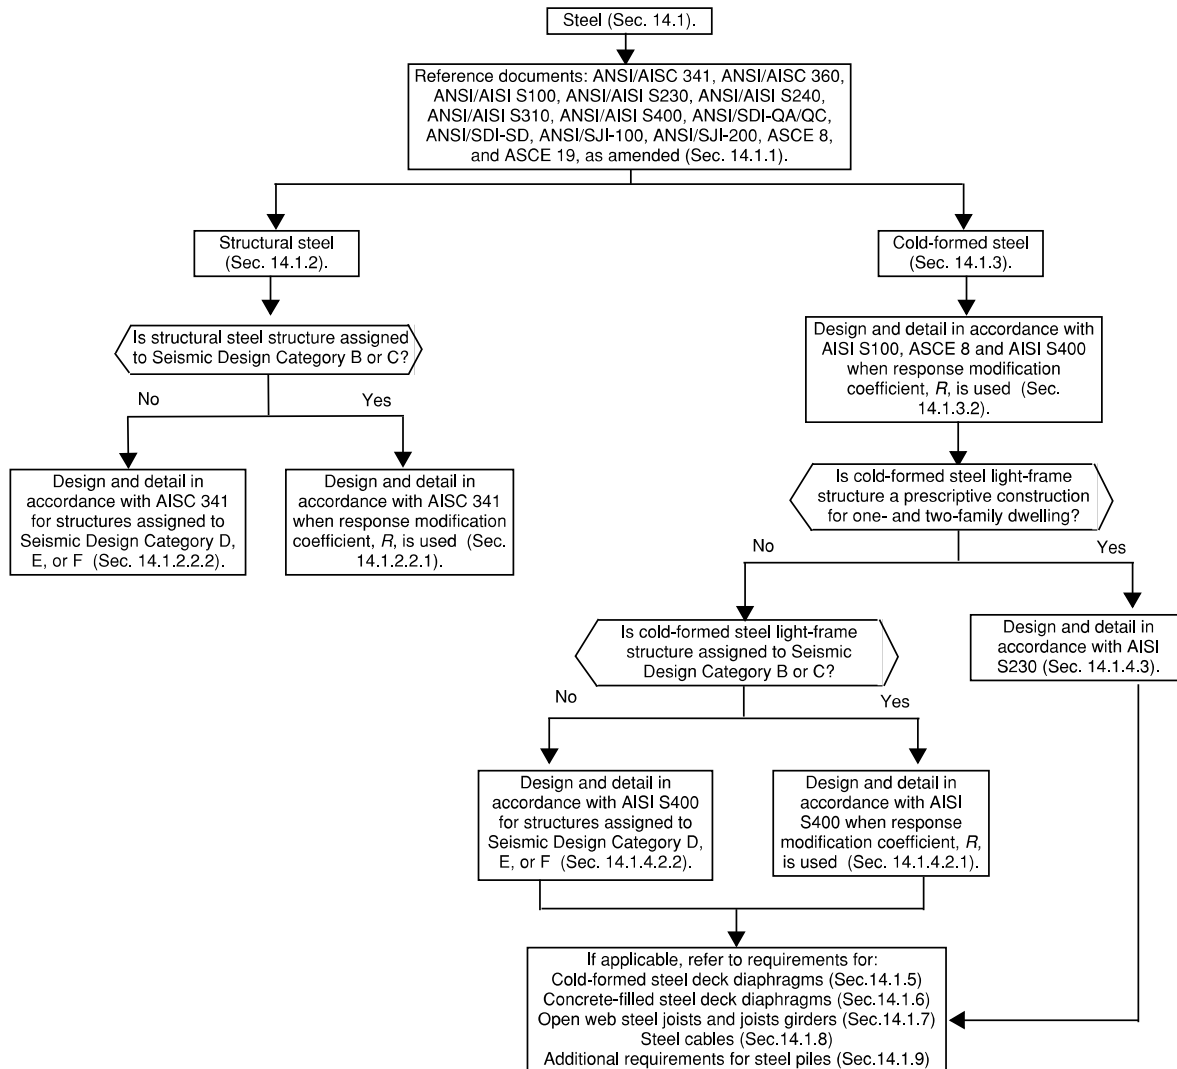 Steel (Sec. 14.1).
Reference documents: ANSI/AISC 341, ANSI/AISC 360,
ANSI/AISI S100, ANSI/AISI S230, ANSI/AISI S240,
ANSI/AISI S310, ANSI/AISI S400, ANSI/SDI-QA/QC,
ANSI/SDI-SD, ANSI/SJI-100, ANSI/SJI-200, ASCE 8,
and ASCE 19, as amended (Sec. 14.1.1).
Structural steel
(Sec. 14.1.2).
Is structural steel structure assigned
to Seismic Design Category B or C?
No
Yes
Design and detail in
accordance with AISC 341
for structures assigned to
Seismic Design Category D,
E, or F (Sec. 14.1.2.2.2).
Design and detail in
accordance with AISC 341
when response modification
coefficient, R, is used (Sec.
14.1.2.2.1).
Cold-formed steel
(Sec. 14.1.3).
Design and detail in accordance with
AISI S100, ASCE 8 and AISI S400
when response modification
coefficient, R, is used (Sec.
14.1.3.2).
Is cold-formed steel light-frame
structure a prescriptive construction
for one- and two-family dwelling?
No
Yes
Is cold-formed steel light-frame
structure assigned to Seismic
Design Category B or C?
Design and detail in
accordance with AISI
S230 (Sec. 14.1.4.3).
No
Yes
Design and detail in
accordance with AISI S400
for structures assigned to
Seismic Design Category D,
E, or F (Sec. 14.1.4.2.2).
Design and detail in
accordance with AISI
S400 when response
modification coefficient, R,
is used (Sec. 14.1.4.2.1).
If applicable, refer to requirements for:
Cold-formed steel deck diaphragms (Sec.14.1.5)
Concrete-filled steel deck diaphragms (Sec.14.1.6)
Open web steel joists and joists girders (Sec.14.1.7)
Steel cables (Sec.14.1.8)
Additional requirements for steel piles (Sec.14.1.9)